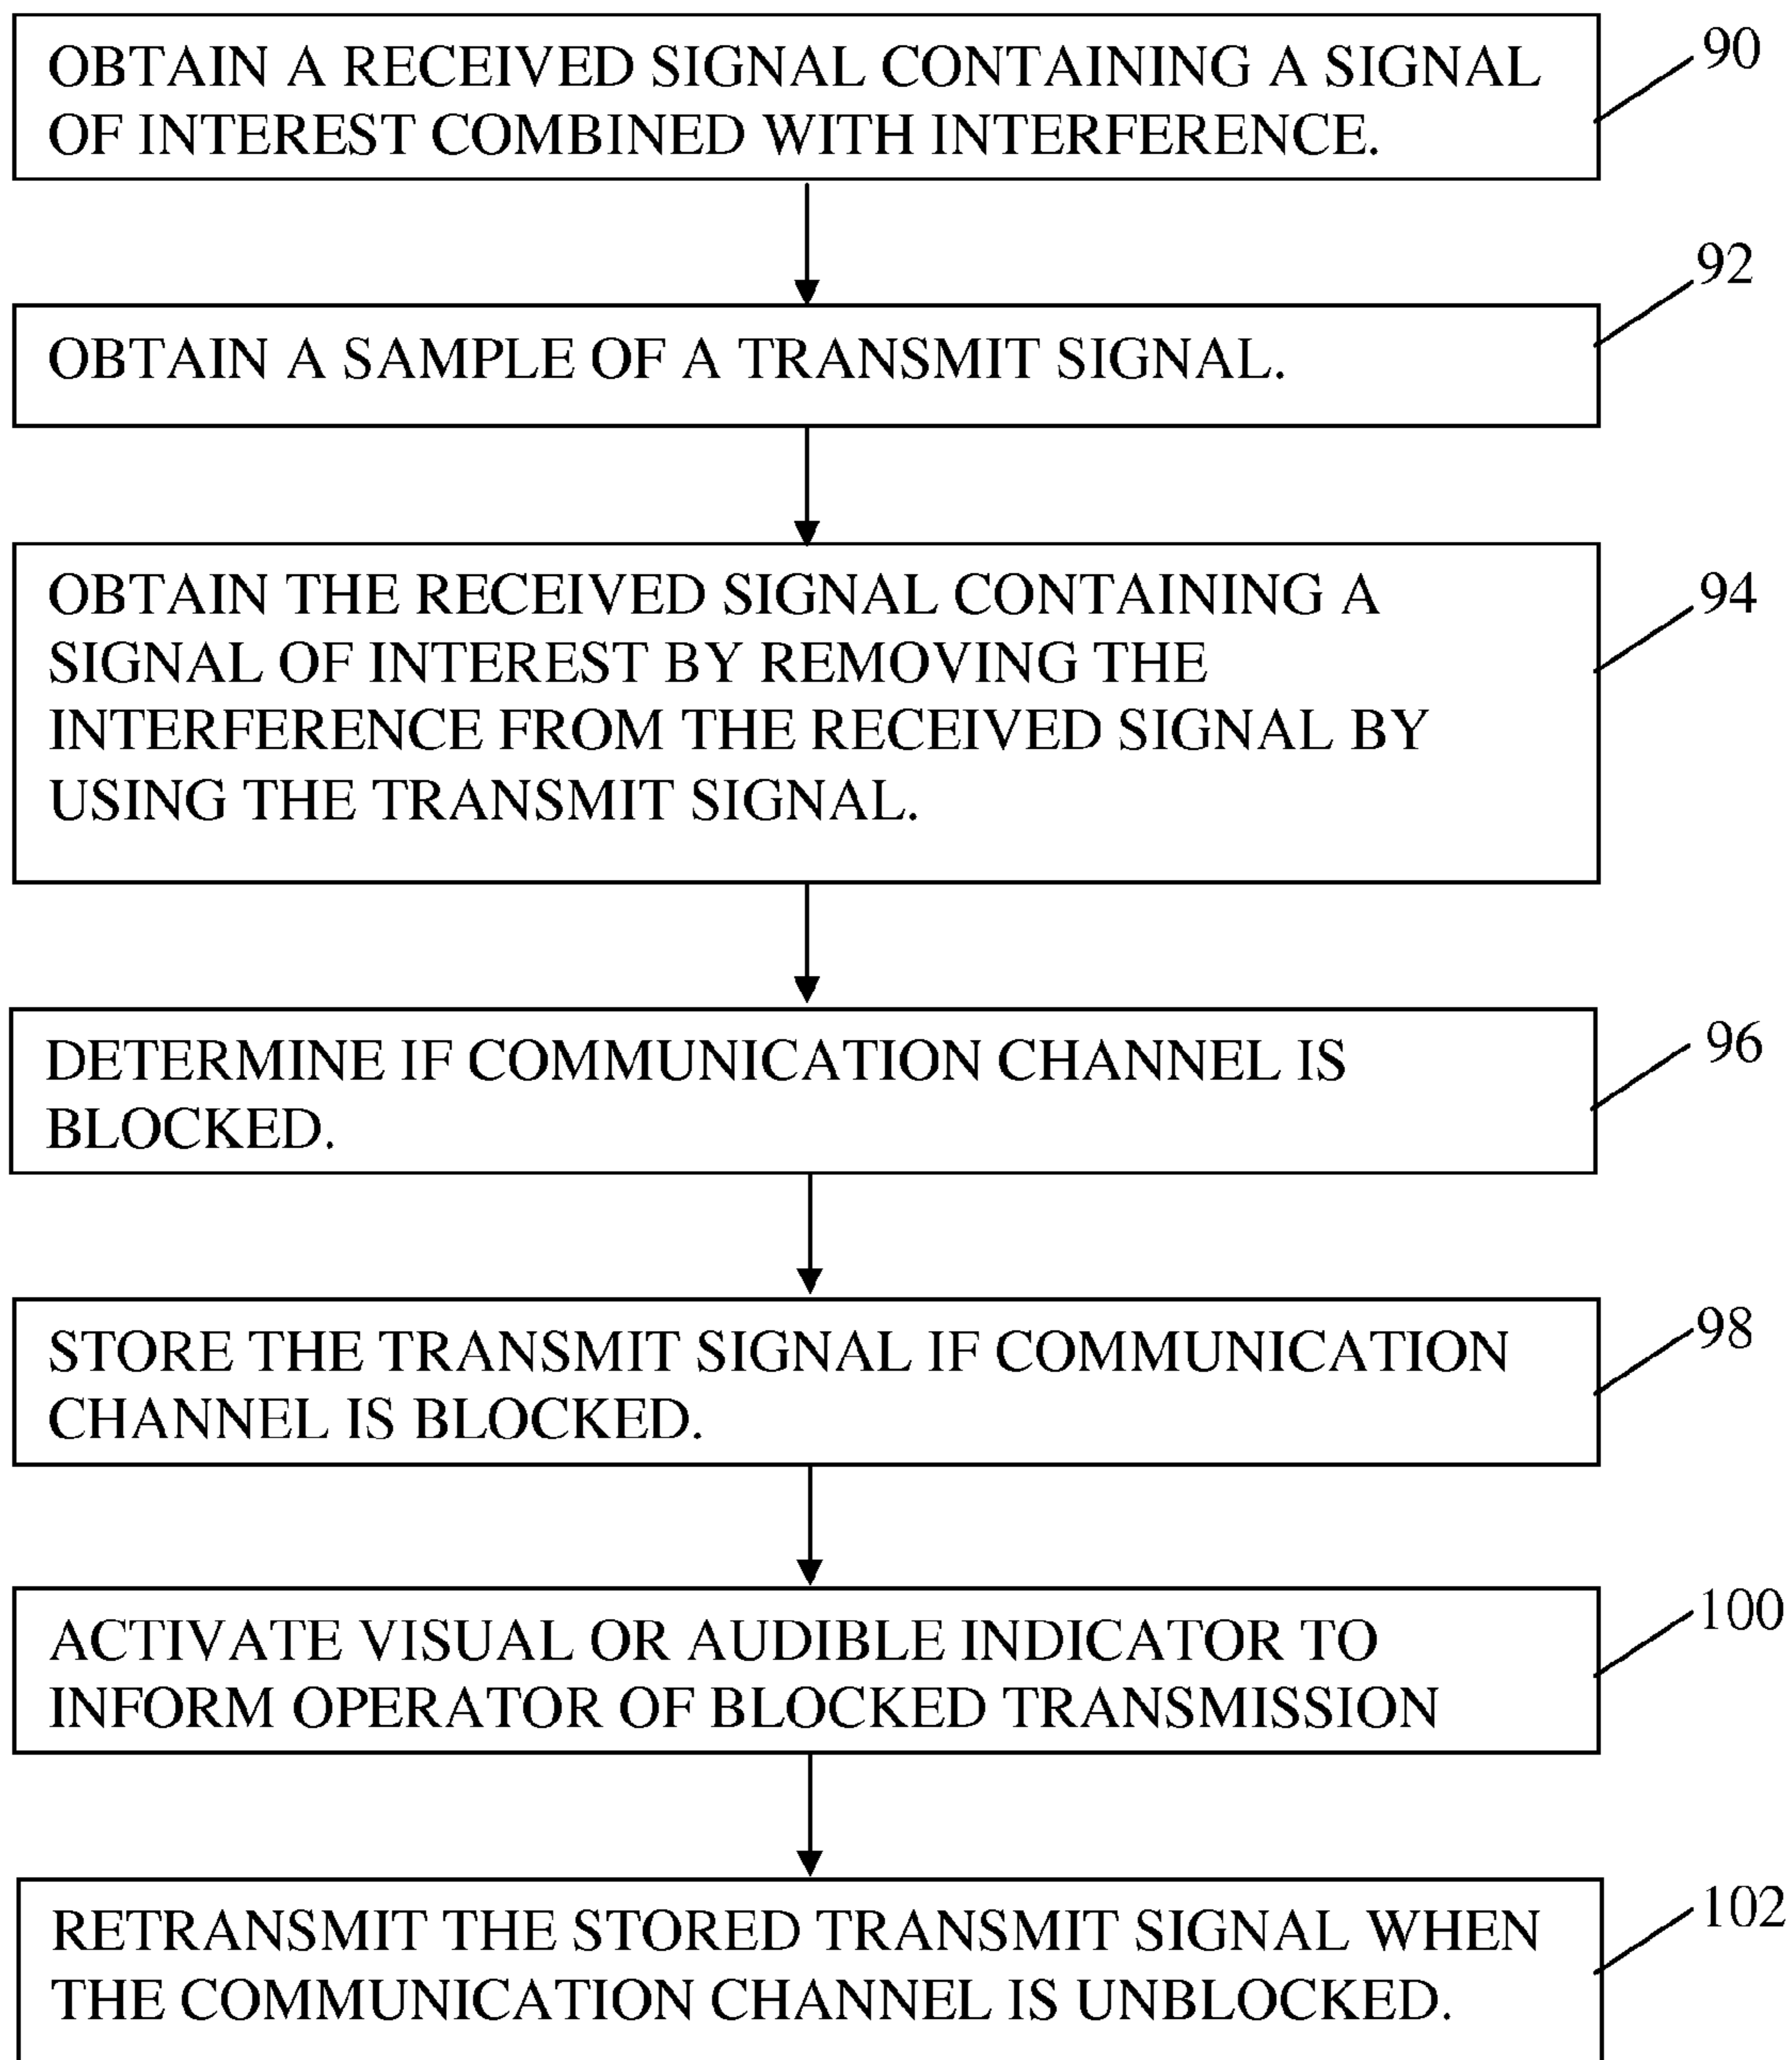 OBTAIN A RECEIVED SIGNAL CONTAINING A SIGNAL
OF INTEREST COMBINED WITH INTERFERENCE.
90
OBTAIN A SAMPLE OF A TRANSMIT SIGNAL.
92
OBTAIN THE RECEIVED SIGNAL CONTAINING A
SIGNAL OF INTEREST BY REMOVING THE
INTERFERENCE FROM THE RECEIVED SIGNAL BY
USING THE TRANSMIT SIGNAL.
94
DETERMINE IF COMMUNICATION CHANNEL IS
BLOCKED.
96
STORE THE TRANSMIT SIGNAL IF COMMUNICATION
CHANNEL IS BLOCKED.
98
ACTIVATE VISUAL OR AUDIBLE INDICATOR TO
INFORM OPERATOR OF BLOCKED TRANSMISSION
100
RETRANSMIT THE STORED TRANSMIT SIGNAL WHEN
THE COMMUNICATION CHANNEL IS UNBLOCKED.
102